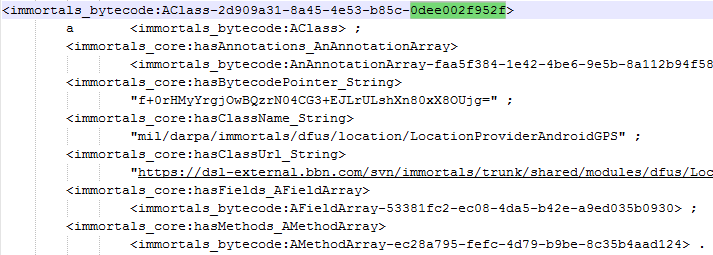 <immortals_bytecode:AClass-2d909a31-8a45-4e53-b85c-0dee002f952f>
a <immortals_bytecode:AClass> ;
<immortals_core:hasAnnotations_AnAnnotationArray>
<immortals_bytecode:AnAnnotationArray-faa5f384-1e42-4be6-9e5b-8a112b94f58
<immortals_core:hasBytecodePointer_String>
"f+0rHMyYrgjOwBQzrN04CG3+EJLrULshXn80xX8OUjg=" ;
<immortals_core:hasClassName_String>
"mil/darpa/immortals/dfus/location/LocationProviderAndroidGPS" ;
<immortals_core:hasClassUrl_String>
"https://dsl-external.bbn.com/svn/immortals/trunk/shared/modules/dfus/Loc
<immortals_core:hasFields_AFieldArray>
<immortals_bytecode:AFieldArray-53381fc2-ec08-4da5-b42e-a9ed035b0930> ;
<immortals_core:hasMethods_AMethodArray>
<immortals_bytecode:AMethodArray-ec28a795-fefc-4d79-b9be-8c35b4aad124> .